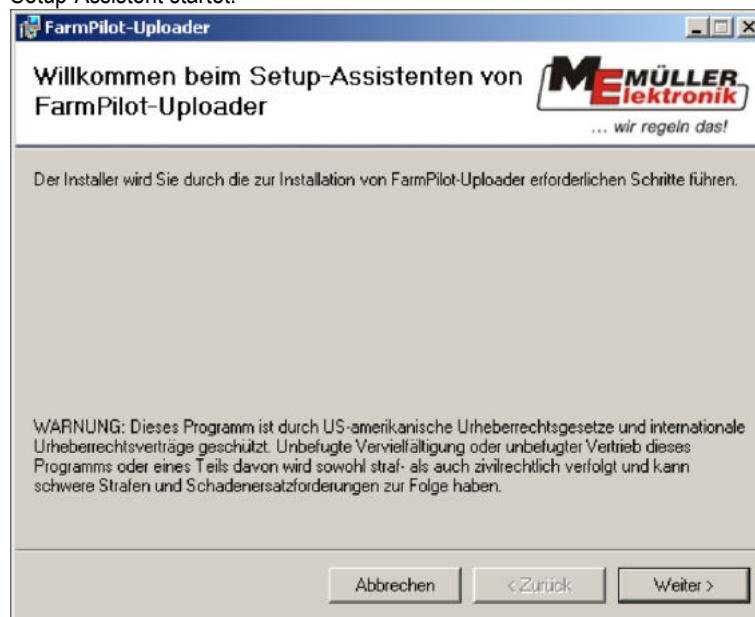 Setup-Assistent startet.
FarmPilot-Uploader
Willkommen beim Setup-Assistenten von
FarmPilot-Uploader
ME MÜLLER
Elektronik
... wir regeln das!
Der Installer wird Sie durch die zur Installation von FarmPilot-Uploader erforderlichen Schritte führen.
WARNUNG: Dieses Programm ist durch US-amerikanische Urheberrechtsgesetze und internationale
Urheberrechtsverträge geschützt. Unbefugte Vervielfältigung oder unbefugter Vertrieb dieses
Programms oder eines Teils davon wird sowohl straf- als auch zivilrechtlich verfolgt und kann
schwere Strafen und Schadenersatzforderungen zur Folge haben.
Abbrechen
< Zurück
Weiter >